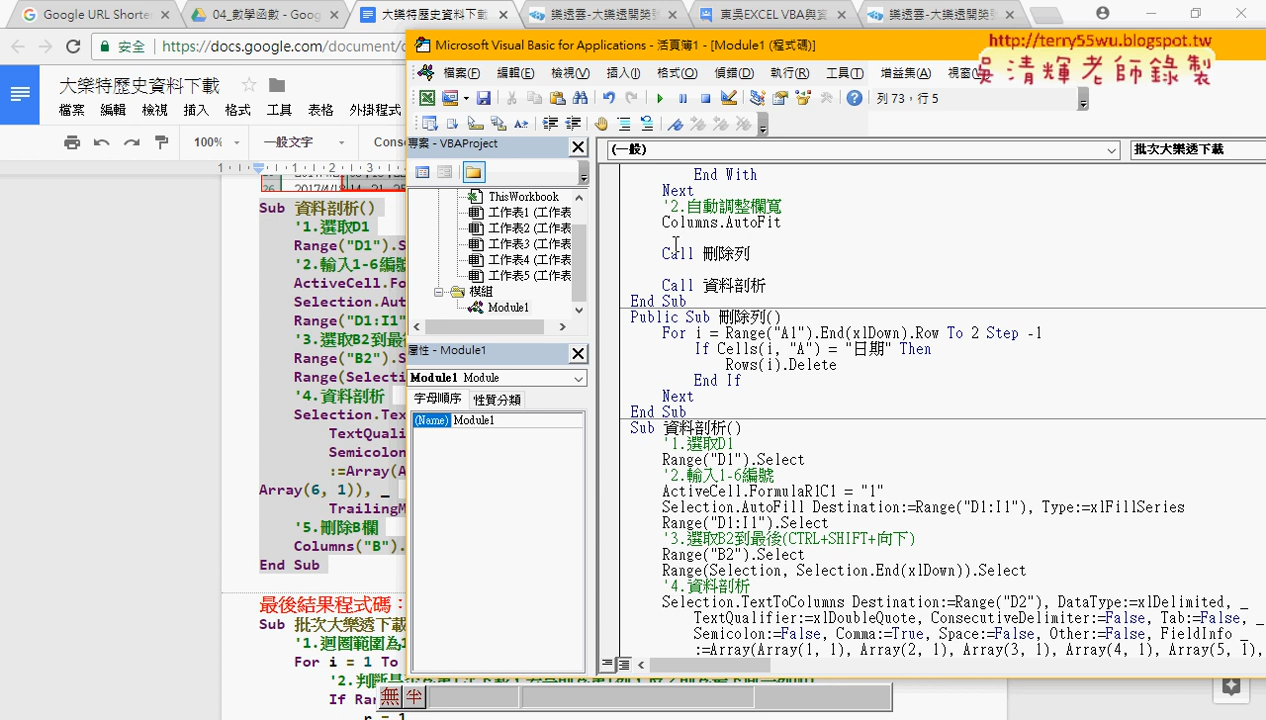 Google URL Shorte
04_數學函數 - Goog
大樂特歷史資料下載
樂透雲-大樂透開獎號
東吳EXCEL VBA與資
樂透雲-大樂透開獎號
安全
https://docs.google.com/document/
大樂特歷史資料下載
檔案 編輯 檢視 插入 格式 工具 表格 外掛程式
100% 一般文字 Cons
Sub 資料剖析()
'1.選取D1
Range("D1").S
'2.輸入1-6編號
ActiveCell.Fo
Selection.Aut
Range("D1:I1"
'3.選取B2到最後
Range("B2").S
Range(Selecti
'4.資料剖析
Selection.Tex
TextQuali
Semicolon
:=Array(A
Array(6, 1)), _
TrailingM
'5.刪除B欄
Columns("B").
End Sub
最後結果程式碼：
Sub 批次大樂透下載
'1.迴圈範圍為1
For i = 1 To
If Ran
r = 1
Microsoft Visual Basic for Applications - 活頁簿1 - [Module1 (程式碼)]
http://terry55wu.blogspot.tw
吳清輝老師錄製
檔案(F) 編輯(E) 檢視(V) 插入(I) 格式(O) 偵錯(D) 執行(R) 工具(T) 增益集(A) 視窗
列 73，行 5
專案 - VBAProject
ThisWorkbook
工作表1 (工作表
工作表2 (工作表
工作表3 (工作表
工作表4 (工作表
工作表5 (工作表
模組
Module1
屬性 - Module1
Module1 Module
字母順序 性質分類
(Name) Module1
(一般)
批次大樂透下載
End With
Next
'2.自動調整欄寬
Columns.AutoFit
Call 刪除列
Call 資料剖析
End Sub
Public Sub 刪除列()
For i = Range("A1").End(xlDown).Row To 2 Step -1
If Cells(i, "A") = "日期" Then
Rows(i).Delete
End If
Next
End Sub
Sub 資料剖析()
'1.選取D1
Range("D1").Select
'2.輸入1-6編號
ActiveCell.FormulaR1C1 = "1"
Selection.AutoFill Destination:=Range("D1:I1"), Type:=xlFillSeries
Range("D1:I1").Select
'3.選取B2到最後(CTRL+SHIFT+向下)
Range("B2").Select
Range(Selection, Selection.End(xlDown)).Select
'4.資料剖析
Selection.TextToColumns Destination:=Range("D2"), DataType:=xlDelimited, _
TextQualifier:=xlDoubleQuote, ConsecutiveDelimiter:=False, Tab:=False, _
Semicolon:=False, Comma:=True, Space:=False, Other:=False, FieldInfo _
:=Array(Array(1, 1), Array(2, 1), Array(3, 1), Array(4, 1), Array(5, 1),
無 半